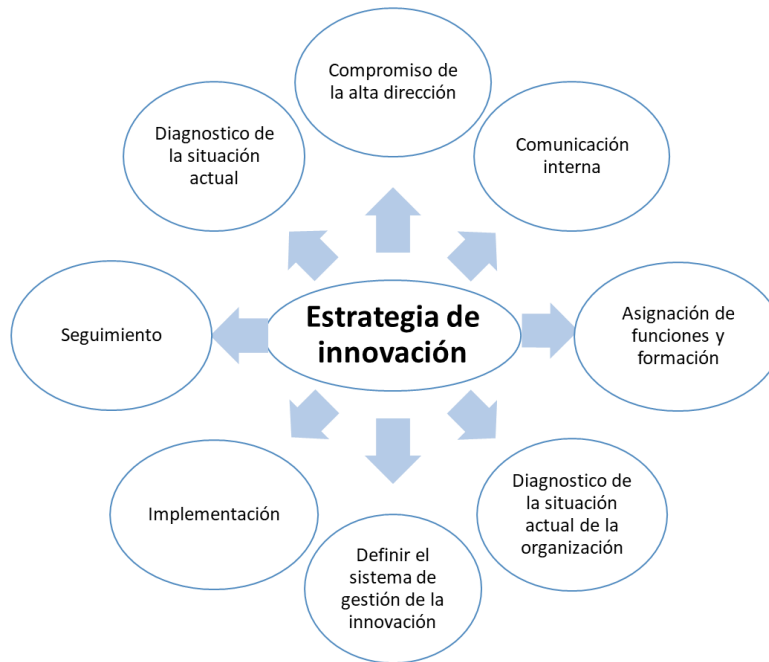 Compromiso de
la alta dirección
Diagnostico de
la situación
actual
Comunicación
interna
Seguimiento
Estrategia de
innovación
Asignación de
funciones y
formación
Implementación
Diagnostico de
la situación
actual de la
organización
Definir el
sistema de
gestión de la
innovación